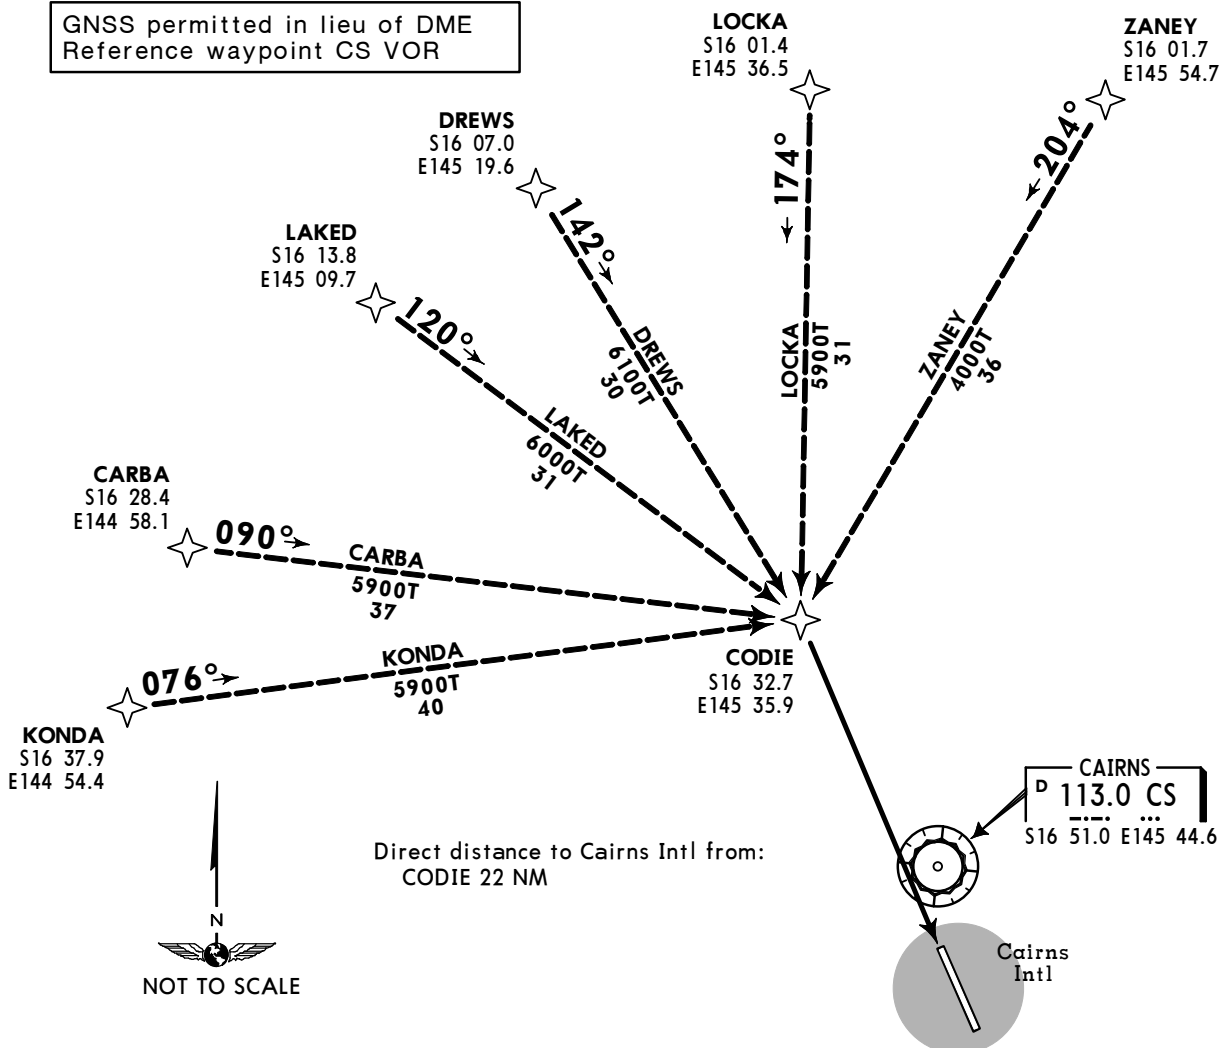 GNSS permitted in lieu of DME
Reference waypoint CS VOR
LOCKA
S16 01.4
E145 36.5
ZANEY
S16 01.7
E145 54.7
DREWS
S16 07.0
E145 19.6
LAKED
S16 13.8
E145 09.7
CARBA
S16 28.4
E144 58.1
KONDA
S16 37.9
E144 54.4
174°
204°
142°
120°
090°
076°
LOCKA
5900T
31
ZANEY
4000T
36
DREWS
6100T
30
LAKED
6000T
31
CARBA
5900T
37
KONDA
5900T
40
CODIE
S16 32.7
E145 35.9
CAIRNS
D 113.0 CS
S16 51.0 E145 44.6
Direct distance to Cairns Intl from:
CODIE 22 NM
N
NOT TO SCALE
Cairns
Intl